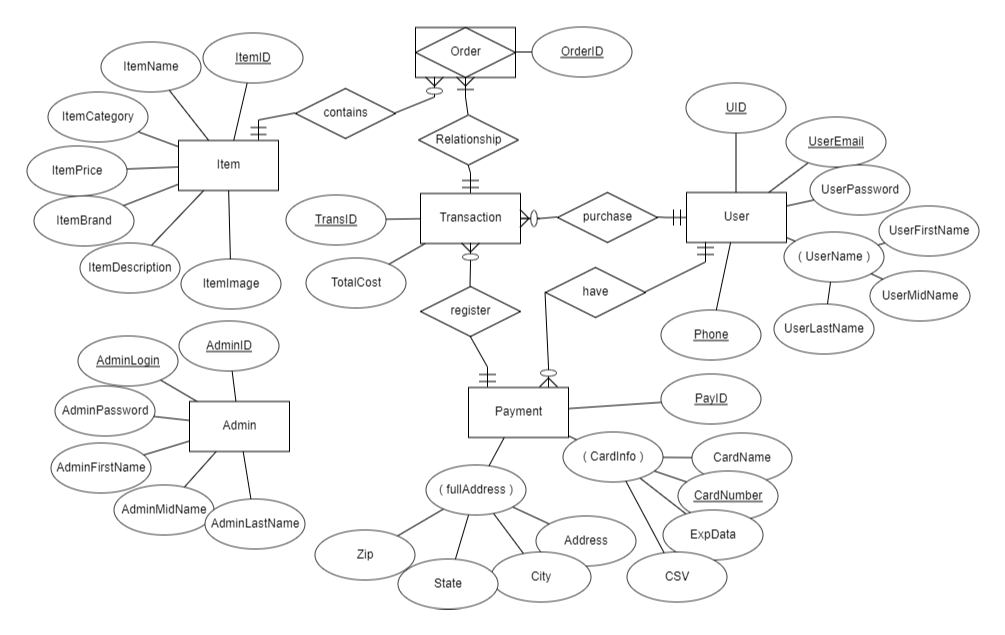 Order
OrderID
ItemName
ItemID
ItemCategory
contains
UID
Relationship
UserEmail
Item
ItemPrice
UserPassword
ItemBrand
TransID
Transaction
purchase
User
UserFirstName
( UserName )
ItemDescription
ItemImage
TotalCost
have
UserMidName
register
UserLastName
Phone
AdminID
AdminLogin
AdminPassword
PayID
Admin
Payment
AdminFirstName
( CardInfo )
CardName
( fullAddress )
CardNumber
AdminMidName
AdminLastName
ExpData
Address
Zip
State
City
CSV